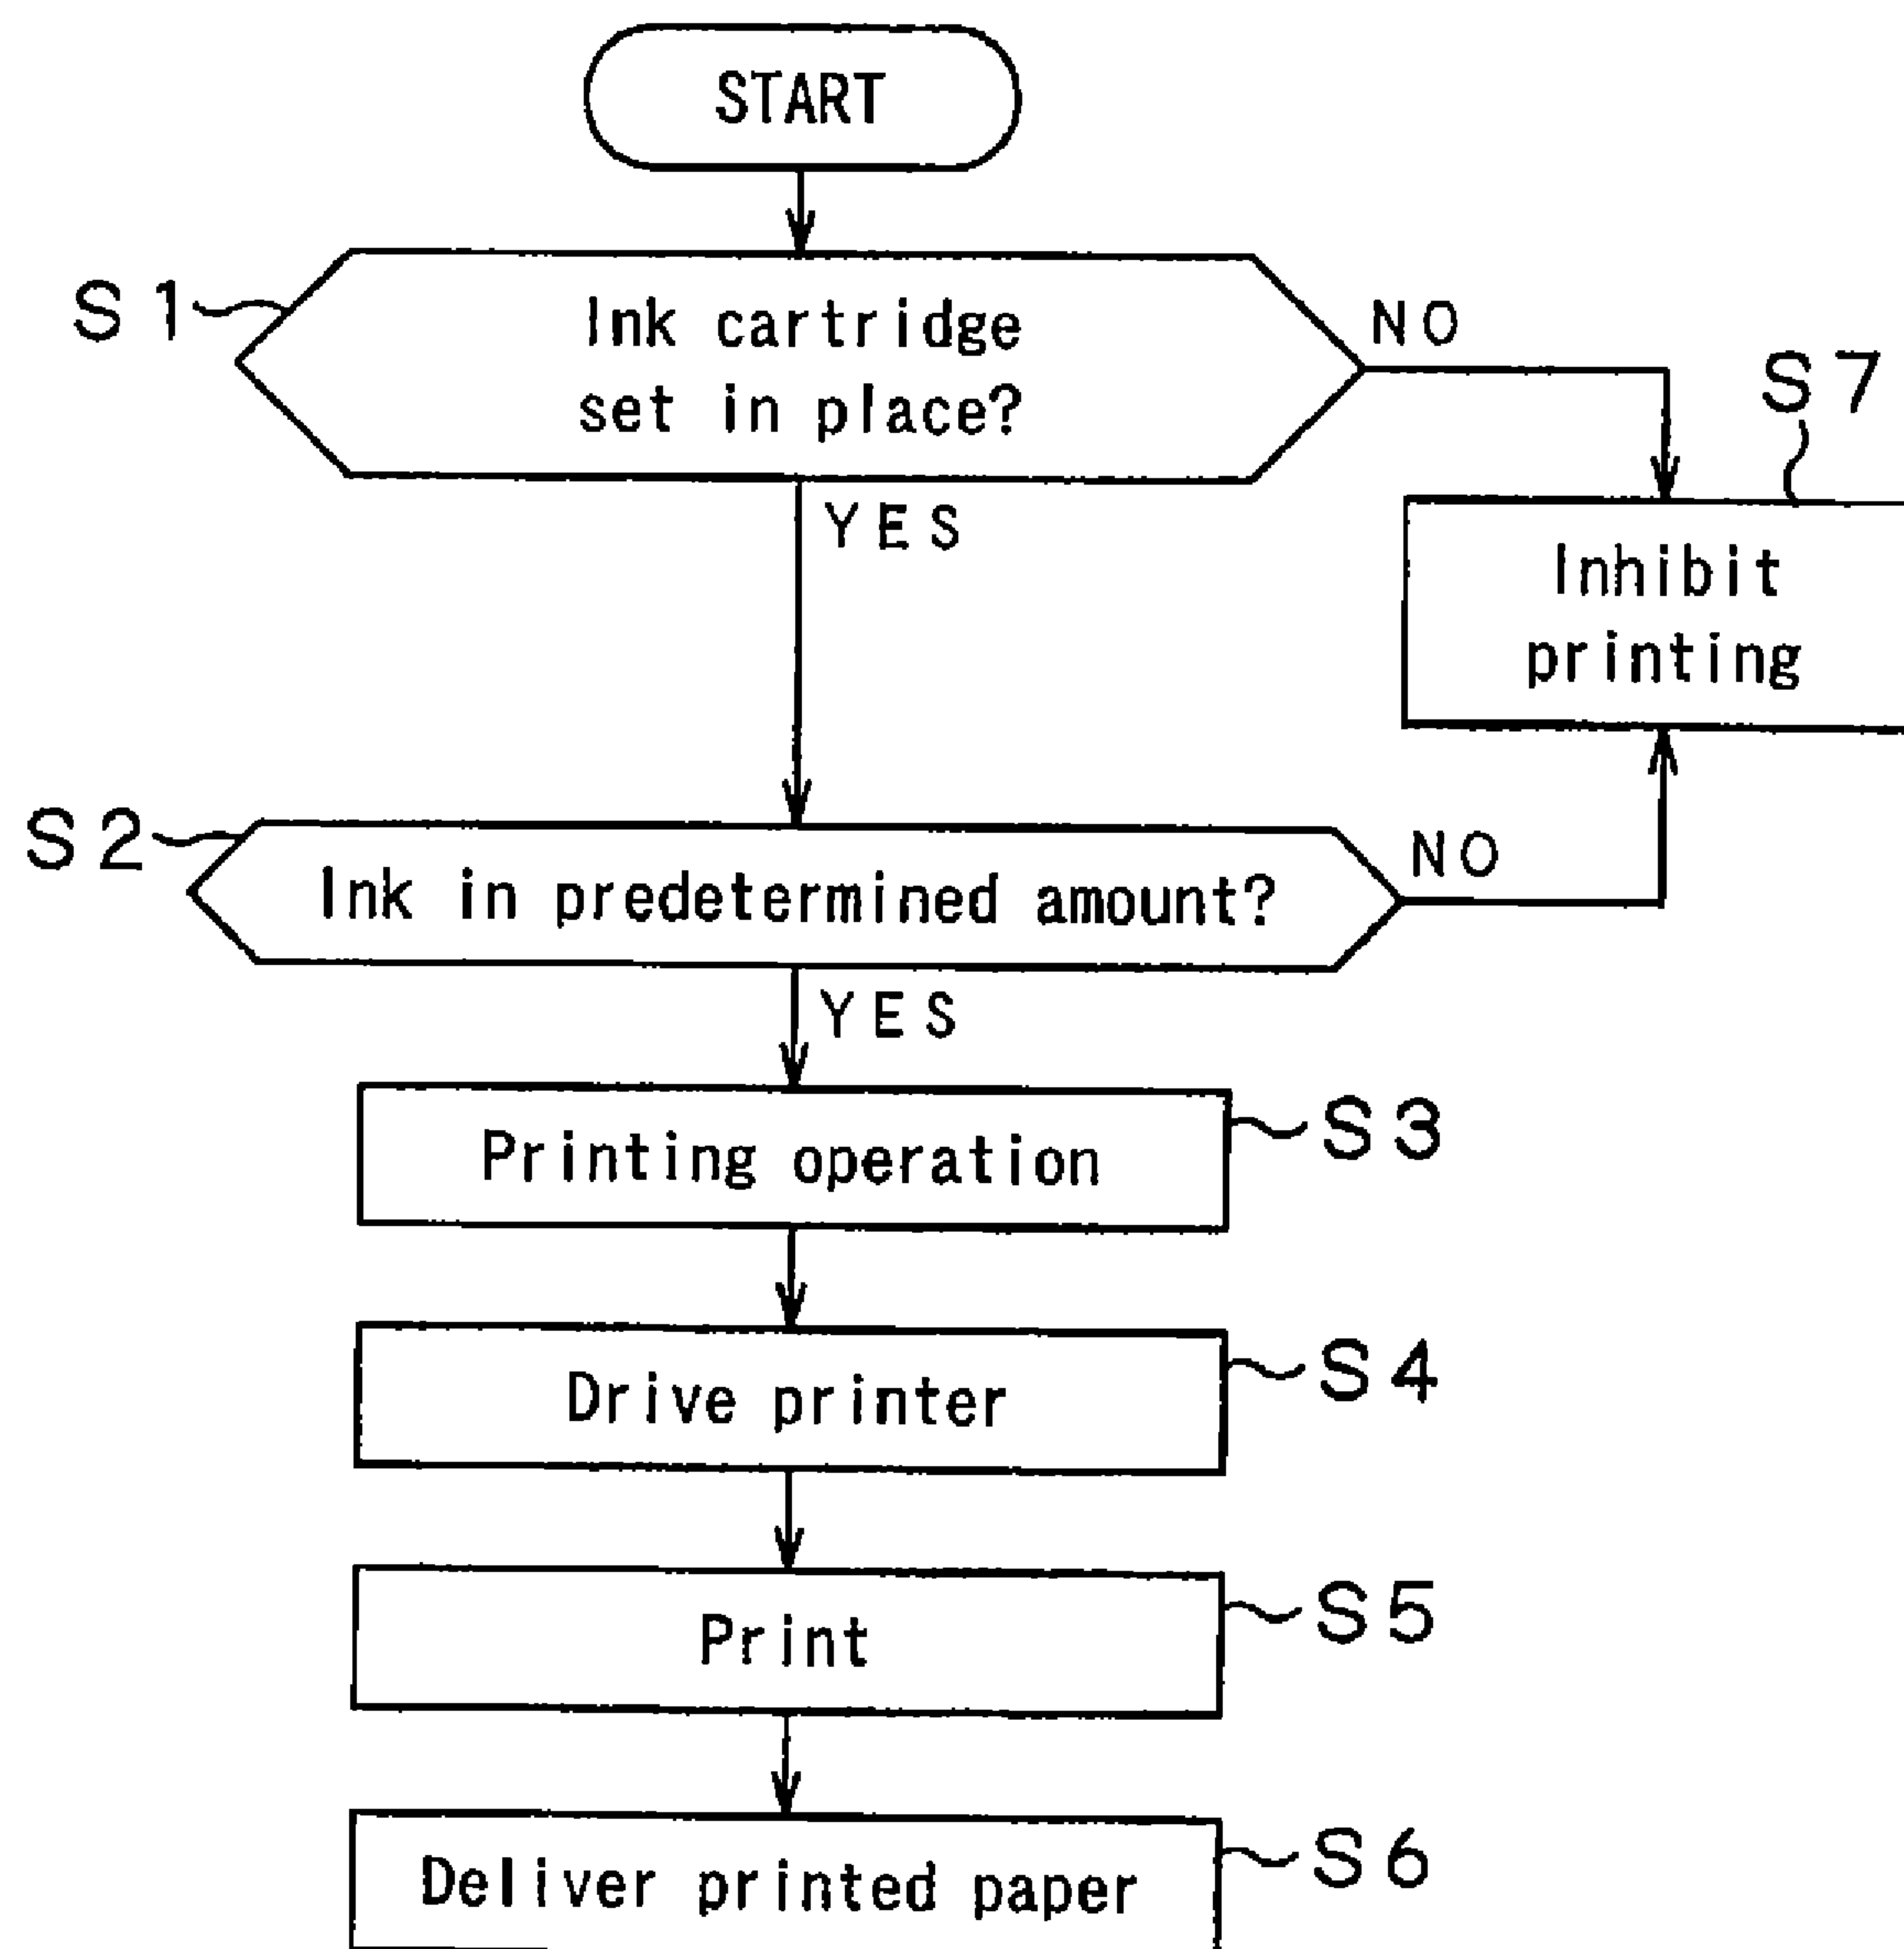 START
S1
Ink cartridge
set in place?
NO
S7
YES
Inhibit
printing
S2
Ink in predetermined amount?
NO
YES
Printing operation
S3
Drive printer
S4
Print
S5
Deliver printed paper
S6